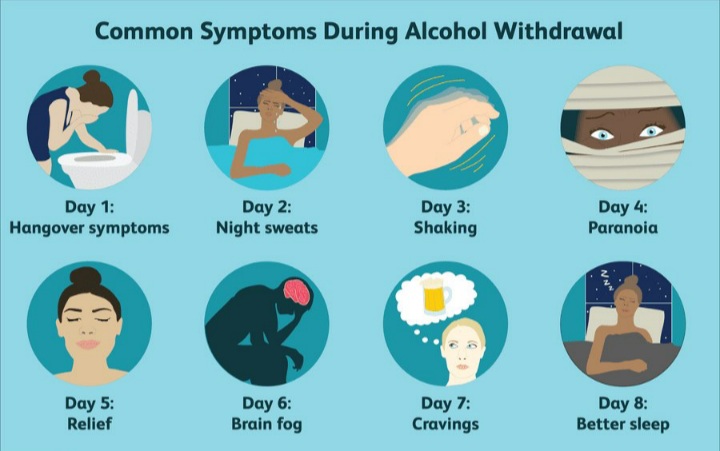 Common Symptoms During Alcohol Withdrawal
Day 1:
Hangover symptoms
Day 2:
Night sweats
Day 3:
Shaking
Day 4:
Paranoia
Day 5:
Relief
Day 6:
Brain fog
Day 7:
Cravings
Z Z Z
Day 8:
Better sleep